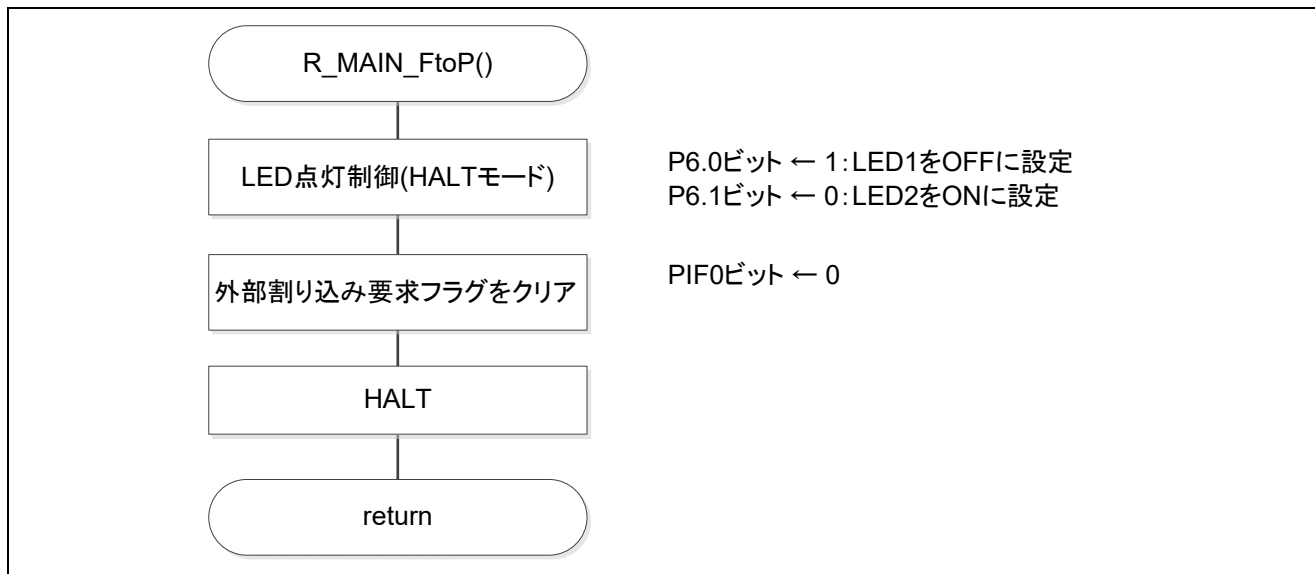 R_MAIN_FtoP()
LED点灯制御(HALTモード)
P6.0ビット ← 1:LED1をOFFに設定
P6.1ビット ← 0:LED2をONに設定
外部割り込み要求フラグをクリア
PIF0ビット ← 0
HALT
return